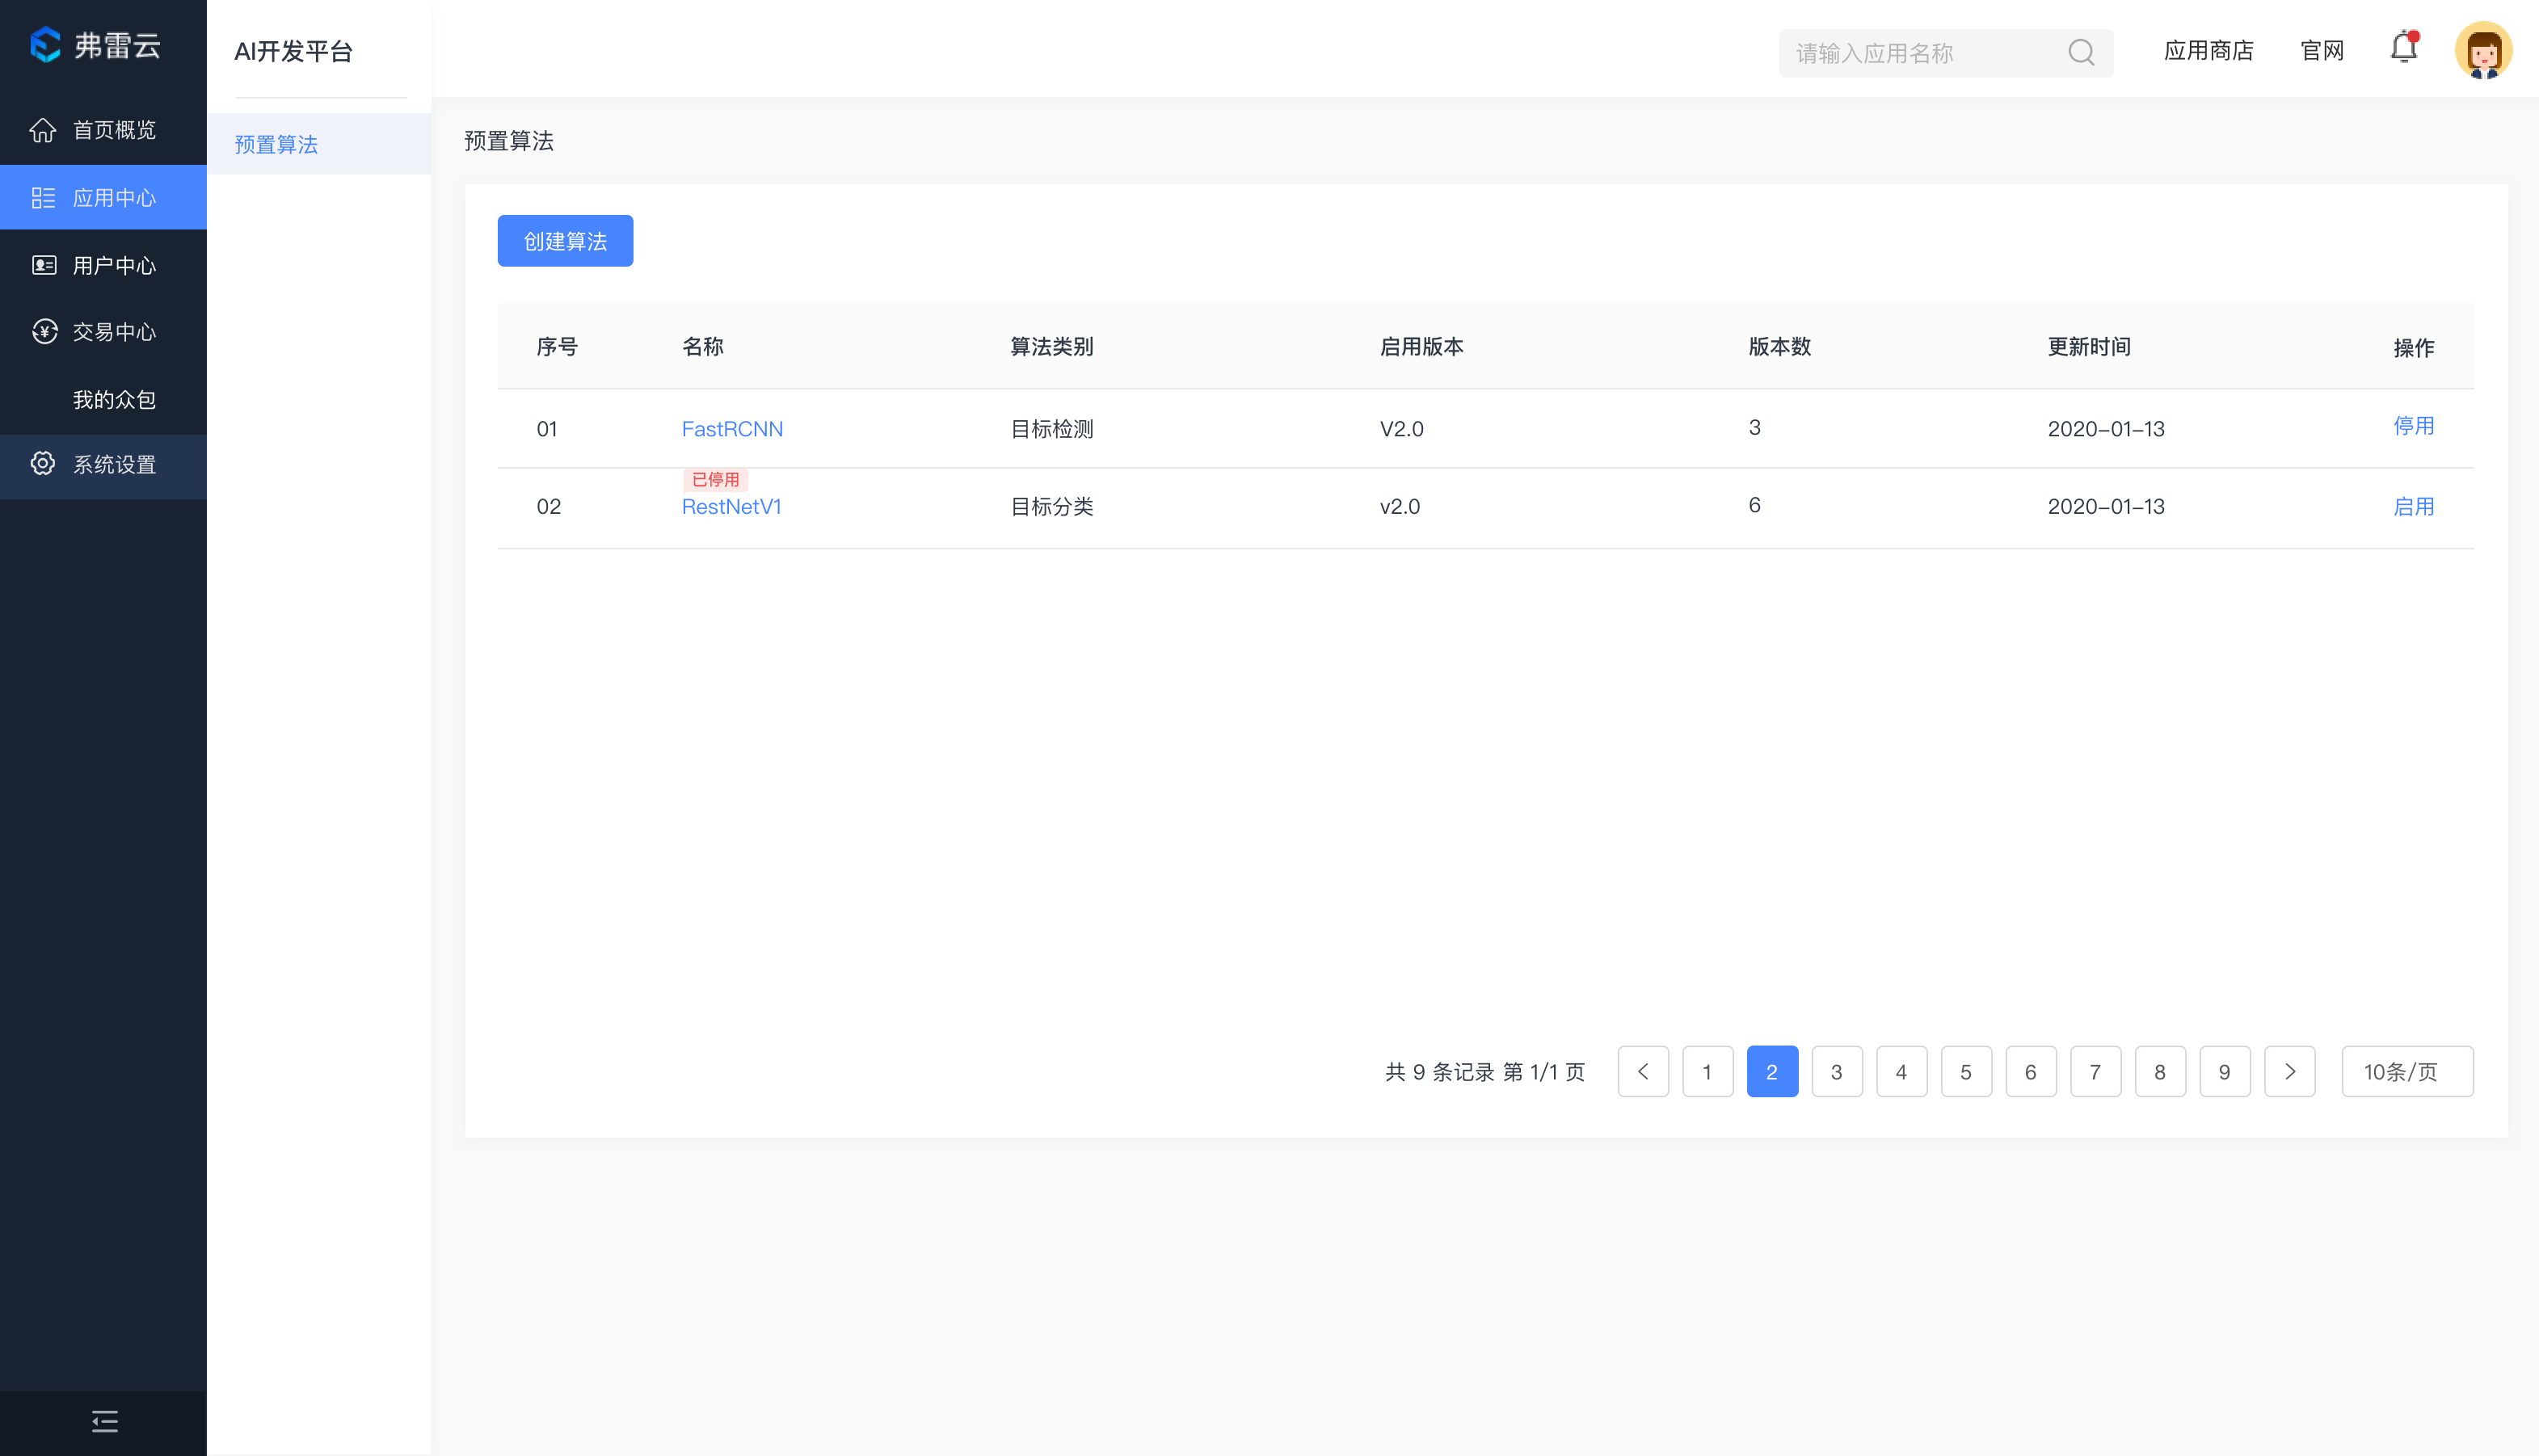 弗雷云
首页概览
应用中心
用户中心
交易中心
我的众包
系统设置
AI开发平台
预置算法
请输入应用名称
应用商店
官网
预置算法
创建算法
序号 名称 算法类别 启用版本 版本数 更新时间 操作
01 FastRCNN 目标检测 V2.0 3 2020-01-13 停用
已停用
02 RestNetV1 目标分类 v2.0 6 2020-01-13 启用
共 9 条记录 第 1/1 页 1 2 3 4 5 6 7 8 9 10条/页